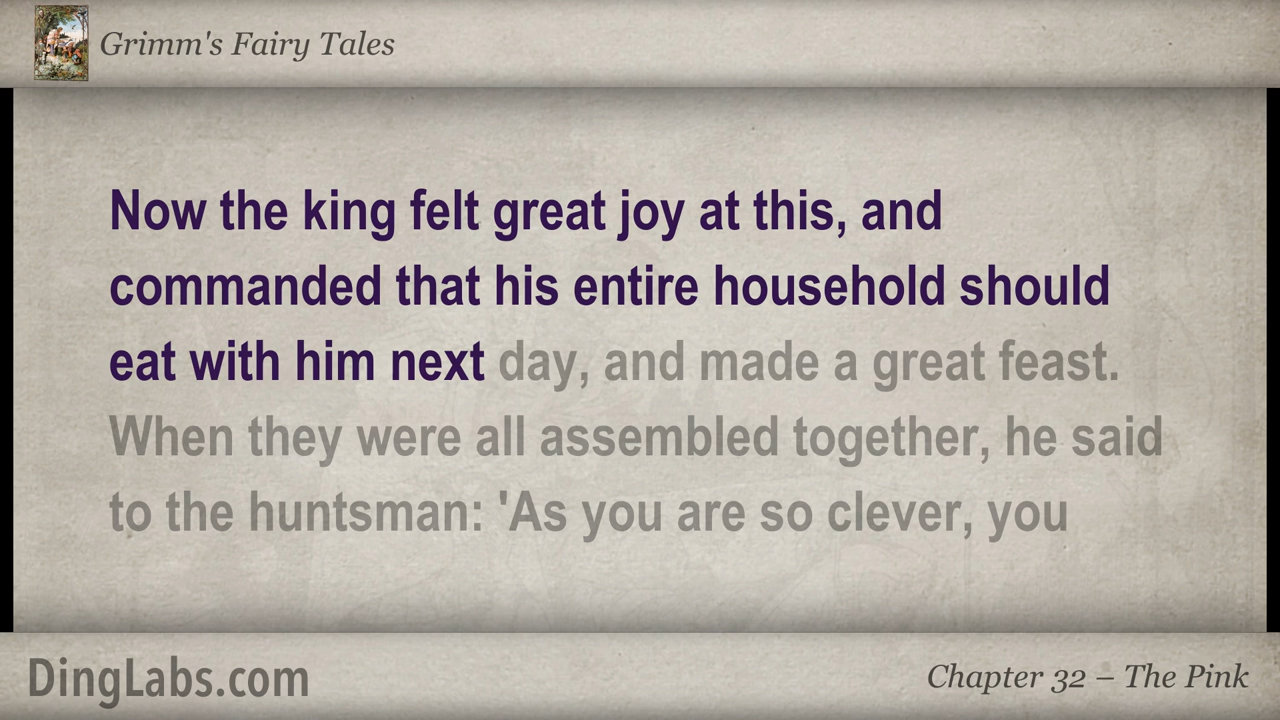 Grimm's Fairy Tales
Now the king felt great joy at this, and
commanded that his entire household should
eat with him next day, and made a great feast.
When they were all assembled together, he said
to the huntsman: 'As you are so clever, you
DingLabs.com
Chapter 32 – The Pink